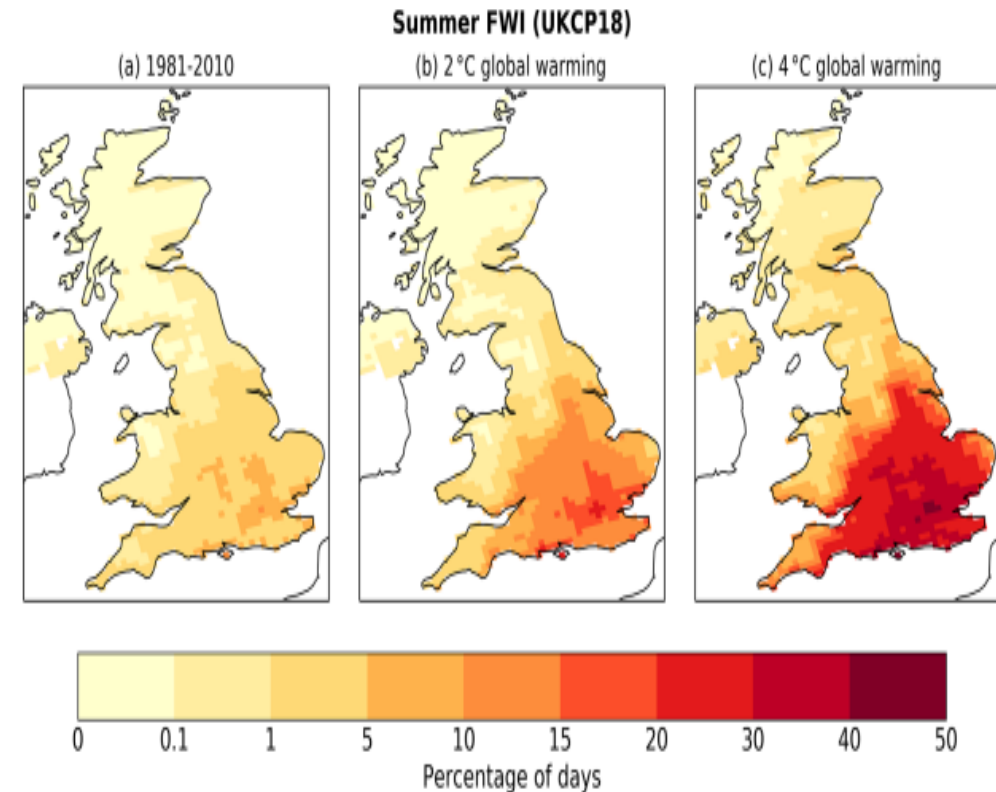 Summer FWI (UKCP18)
(a) 1981-2010
(b) 2 °C global warming
(c) 4 °C global warming
0 0.1 1 5 10 15 20 30 40 50
Percentage of days